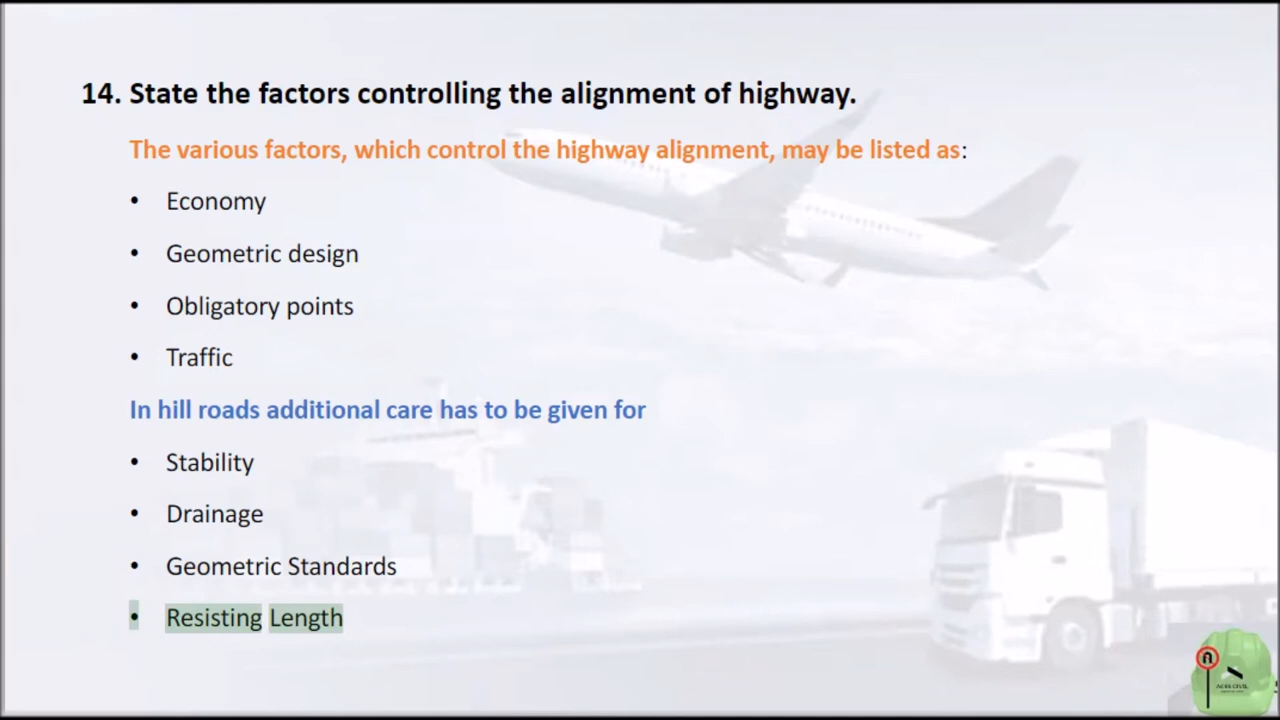 14. State the factors controlling the alignment of highway.
The various factors, which control the highway alignment, may be listed as:
• Economy
• Geometric design
• Obligatory points
• Traffic
In hill roads additional care has to be given for
• Stability
• Drainage
• Geometric Standards
• Resisting Length